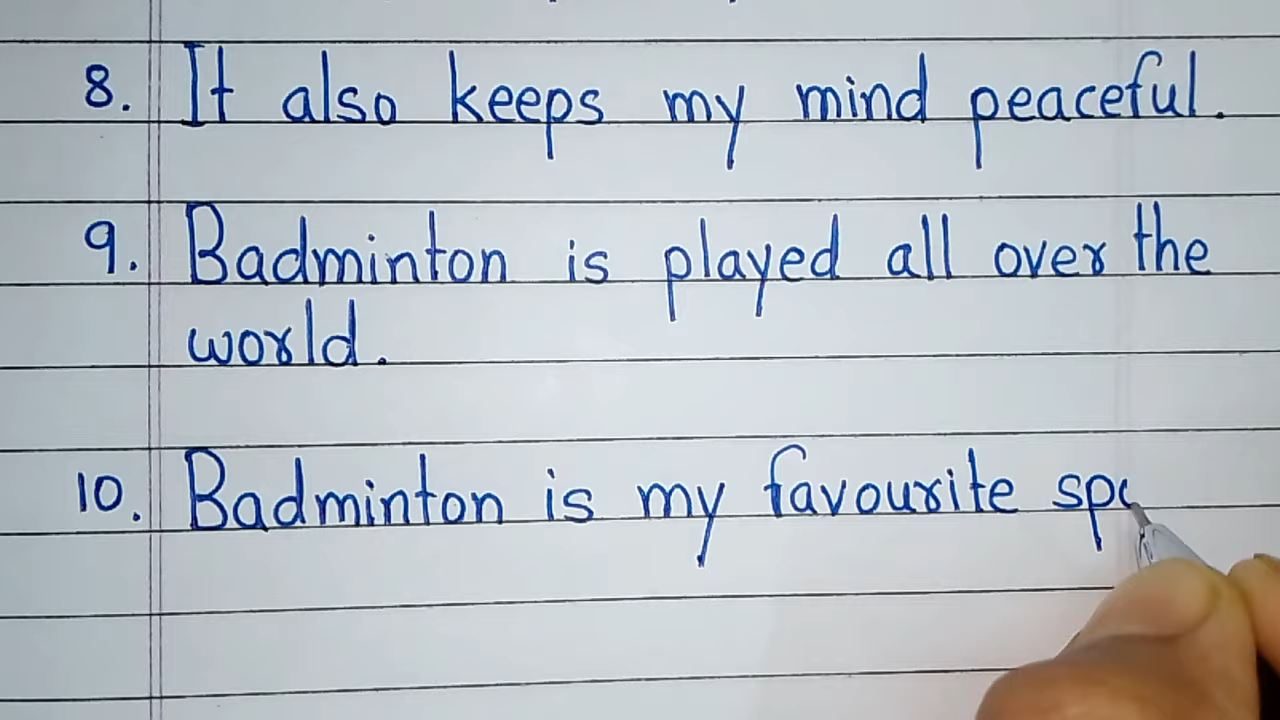 8. It also keeps my mind peaceful.
9. Badminton is played all over the
world.
10. Badminton is my favourite spo